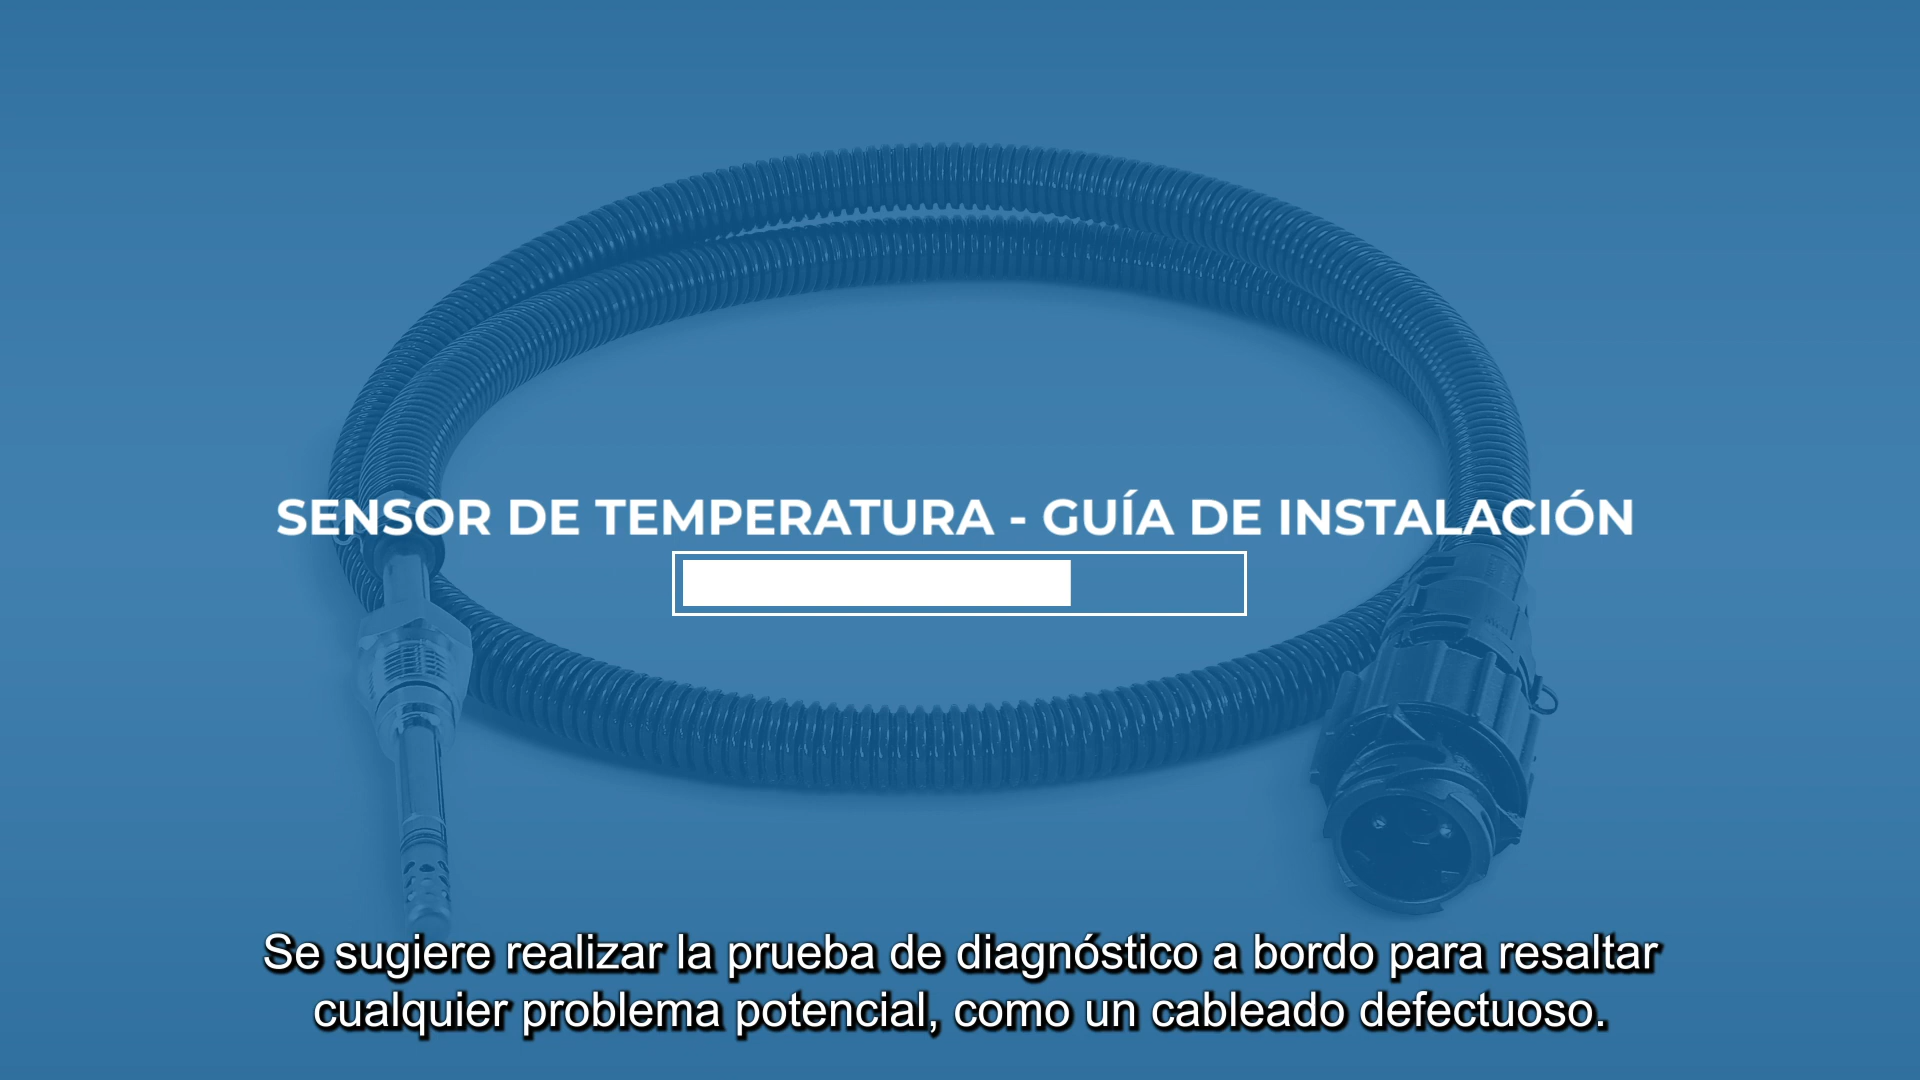 SENSOR DE TEMPERATURA - GUÍA DE INSTALACIÓN
Se sugiere realizar la prueba de diagnóstico a bordo para resaltar
cualquier problema potencial, como un cableado defectuoso.